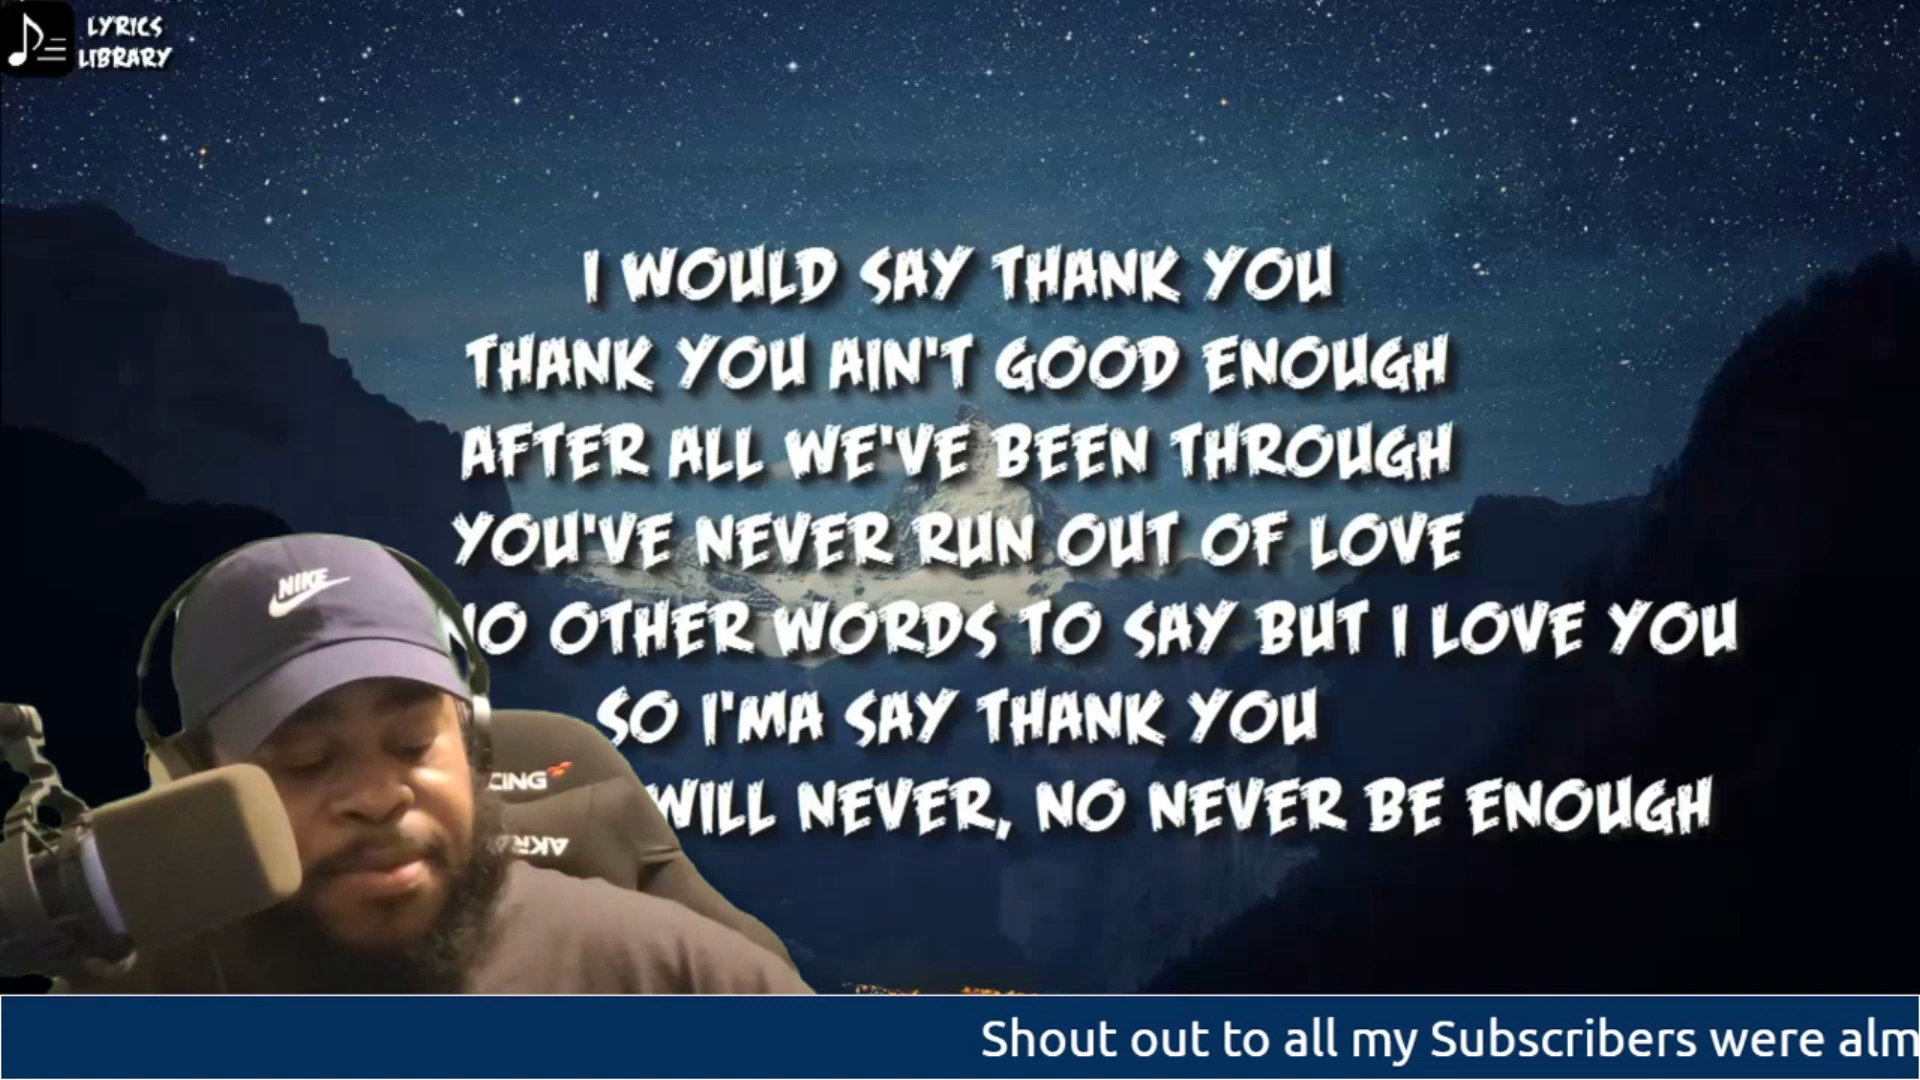 LYRICS
LIBRARY
I WOULD SAY THANK YOU
THANK YOU AIN'T GOOD ENOUGH
AFTER ALL WE'VE BEEN THROUGH
YOU'VE NEVER RUN OUT OF LOVE
NO OTHER WORDS TO SAY BUT I LOVE YOU
SO I'MA SAY THANK YOU
WILL NEVER, NO NEVER BE ENOUGH
NIKE
CING
Shout out to all my Subscribers were alm